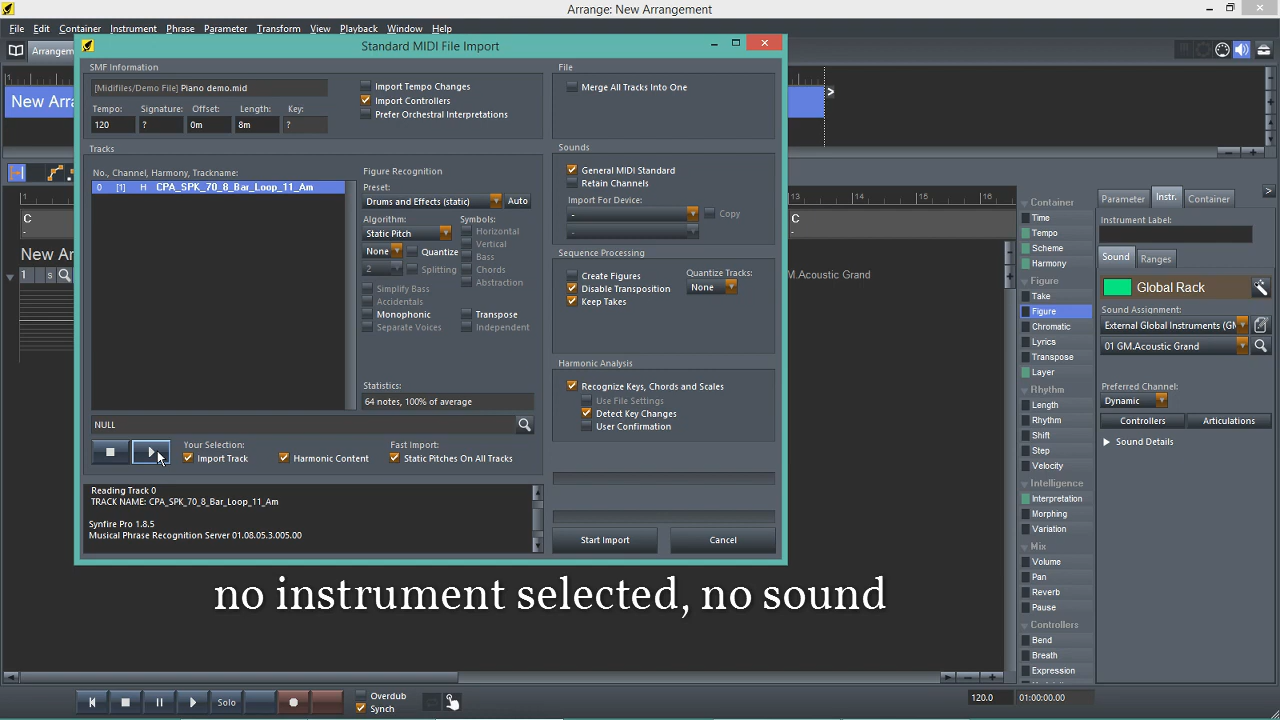 Arrange: New Arrangement
File Edit Container Instrument Phrase Parameter Transform View Playback Window Help
Arrangem
New Arra
Standard MIDI File Import
SMF Information
[Midifiles/Demo File] Piano demo.mid
Tempo: Signature: Offset: Length: Key:
120 ? 0m 8m ?
Import Tempo Changes
Import Controllers
Prefer Orchestral Interpretations
Tracks
No., Channel, Harmony, Trackname:
0 [1] H CPA_SPK_70_8_Bar_Loop_11_Am
Figure Recognition
Preset:
Drums and Effects (static) Auto
Algorithm: Symbols:
Static Pitch Horizontal
Vertical
None Quantize Bass
2 Splitting Chords
Abstraction
Simplify Bass
Accidentals
Monophonic Transpose
Separate Voices Independent
Statistics:
64 notes, 100% of average
NULL
Your Selection: Fast Import:
Import Track Harmonic Content Static Pitches On All Tracks
Reading Track 0
TRACK NAME: CPA_SPK_70_8_Bar_Loop_11_Am
Synfire Pro 1.8.5
Musical Phrase Recognition Server 01.08.05.3.005.00
File
Merge All Tracks Into One
Sounds
General MIDI Standard
Retain Channels
Import For Device:
- Copy
-
Sequence Processing
Create Figures Quantize Tracks:
Disable Transposition None
Keep Takes
Harmonic Analysis
Recognize Keys, Chords and Scales
Use File Settings
Detect Key Changes
User Confirmation
Start Import Cancel
1 13 14 15 16
C C
-
New Ar
1 s
M.Acoustic Grand
Container
Time
Tempo
Scheme
Harmony
Figure
Take
Figure
Chromatic
Lyrics
Transpose
Layer
Rhythm
Length
Rhythm
Shift
Step
Velocity
Intelligence
Interpretation
Morphing
Variation
Mix
Volume
Pan
Reverb
Pause
Controllers
Bend
Breath
Expression
Parameter Instr. Container
Instrument Label:
Sound Ranges
Global Rack
Sound Assignment:
External Global Instruments (GM
01 GM.Acoustic Grand
Preferred Channel:
Dynamic
Controllers Articulations
Sound Details
no instrument selected, no sound
Solo
Overdub
Synch
120.0 01:00:00.00